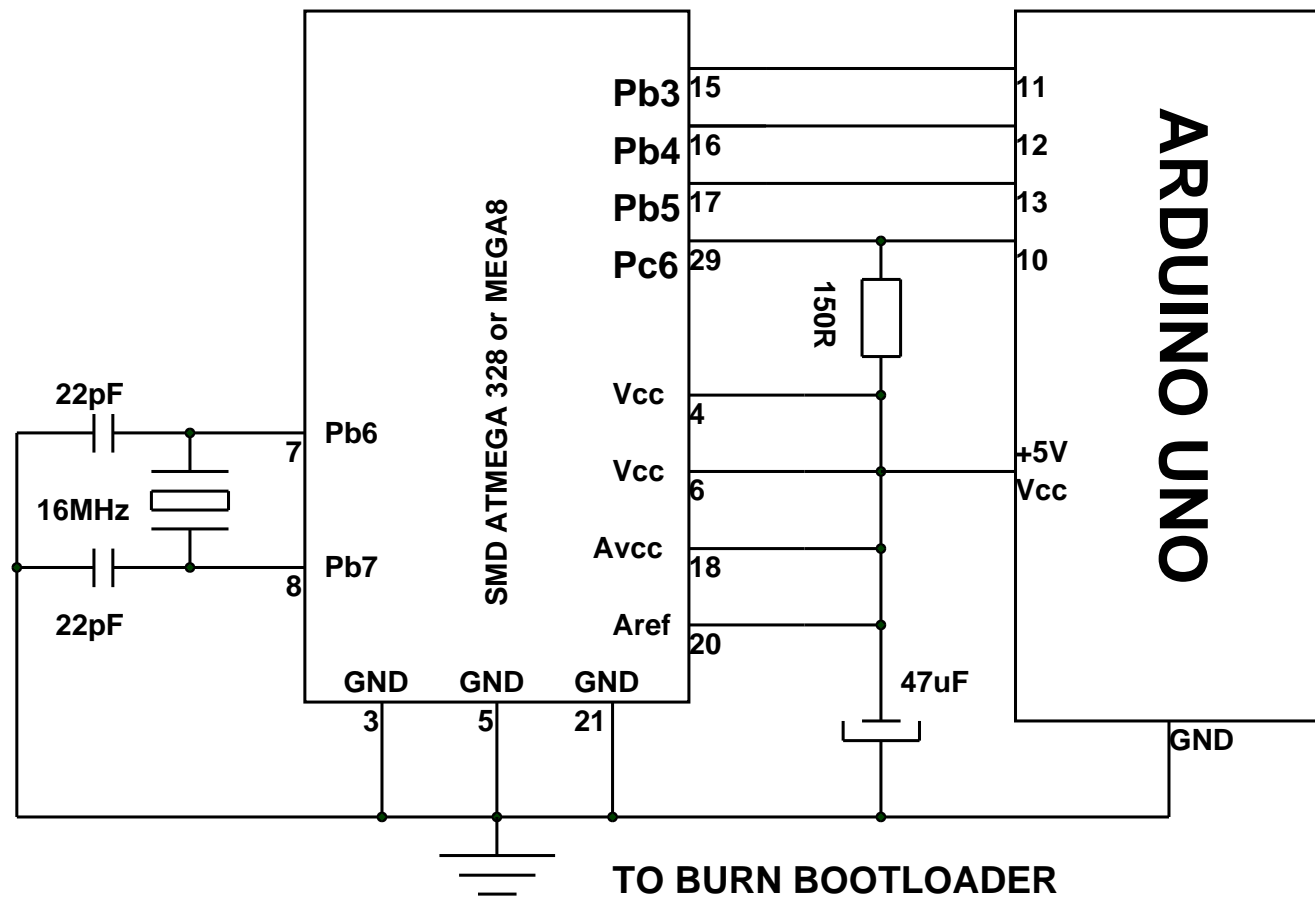 Pb3
15
11
Pb4
16
12
Pb5
17
13
Pc6
29
10
150R
SMD ATMEGA 328 or MEGA8
ARDUINO UNO
22pF
Vcc
4
7
Pb6
Vcc
6
+5V
Vcc
16MHz
Avcc
18
8
Pb7
22pF
Aref
20
GND
GND
GND
47uF
3
5
21
GND
TO BURN BOOTLOADER